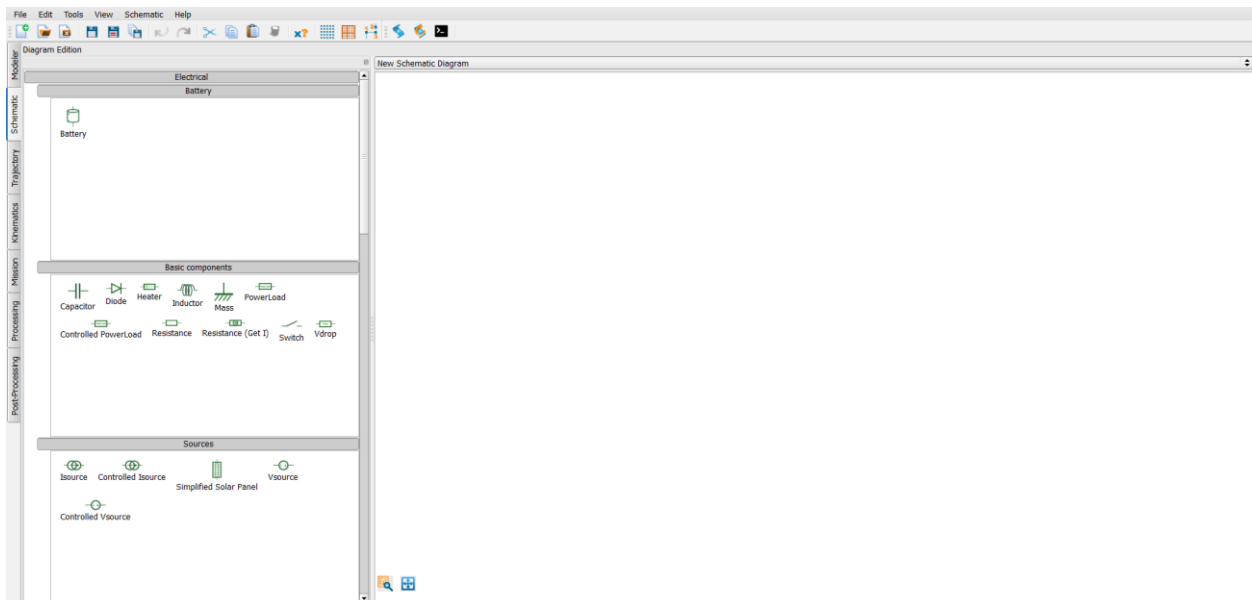 File Edit Tools View Schematic Help
x?
Diagram Edition
Modeler
Schematic
Trajectory
Kinematics
Mission
Processing
Post-Processing
Electrical
Battery
Battery
Basic components
Capacitor Diode Heater Inductor Mass PowerLoad
Controlled PowerLoad Resistance Resistance (Get I) Switch Vdrop
Sources
Isource Controlled Isource Simplified Solar Panel Vsource
Controlled Vsource
New Schematic Diagram